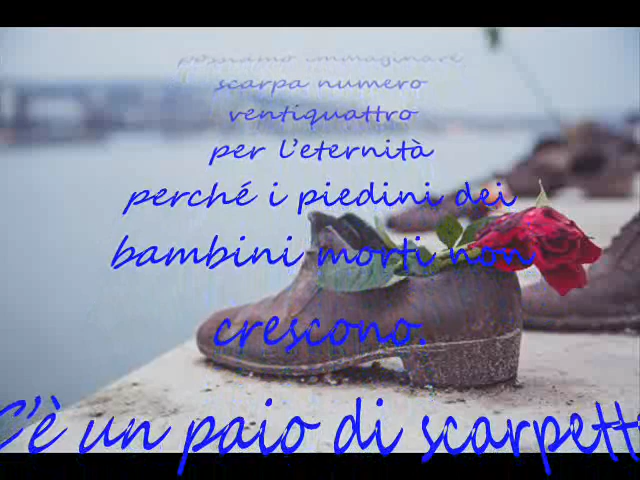 possiamo immaginare
scarpa numero
ventiquattro
per l'eternità
perché i piedini dei
bambini morti non
crescono.
C'è un paio di scarpett